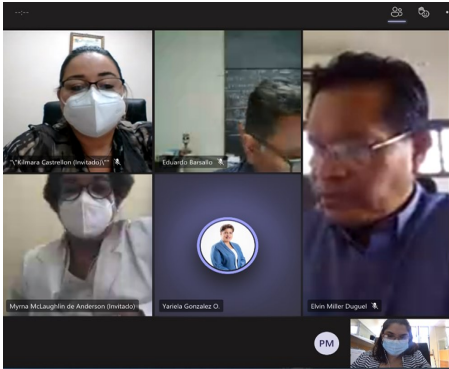 --:--
"\"Kilmara Castrellon (Invitado)\""
Eduardo Barsallo
Myrna McLaughlin de Anderson (Invitado)
Yariela Gonzalez O.
Elvin Miller Duguel
PM